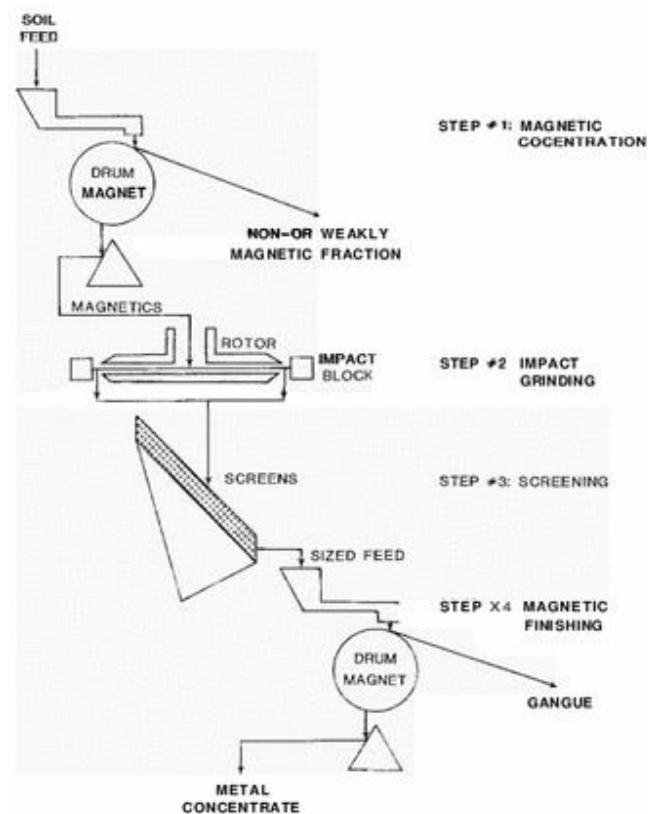 SOIL
FEED
STEP #1: MAGNETIC
COCENTRATION
DRUM
MAGNET
NON-OR WEAKLY
MAGNETIC FRACTION
MAGNETICS
ROTOR
IMPACT
BLOCK
STEP #2 IMPACT
GRINDING
SCREENS
STEP #3: SCREENING
SIZED FEED
STEP X4 MAGNETIC
FINISHING
DRUM
MAGNET
GANGUE
METAL
CONCENTRATE